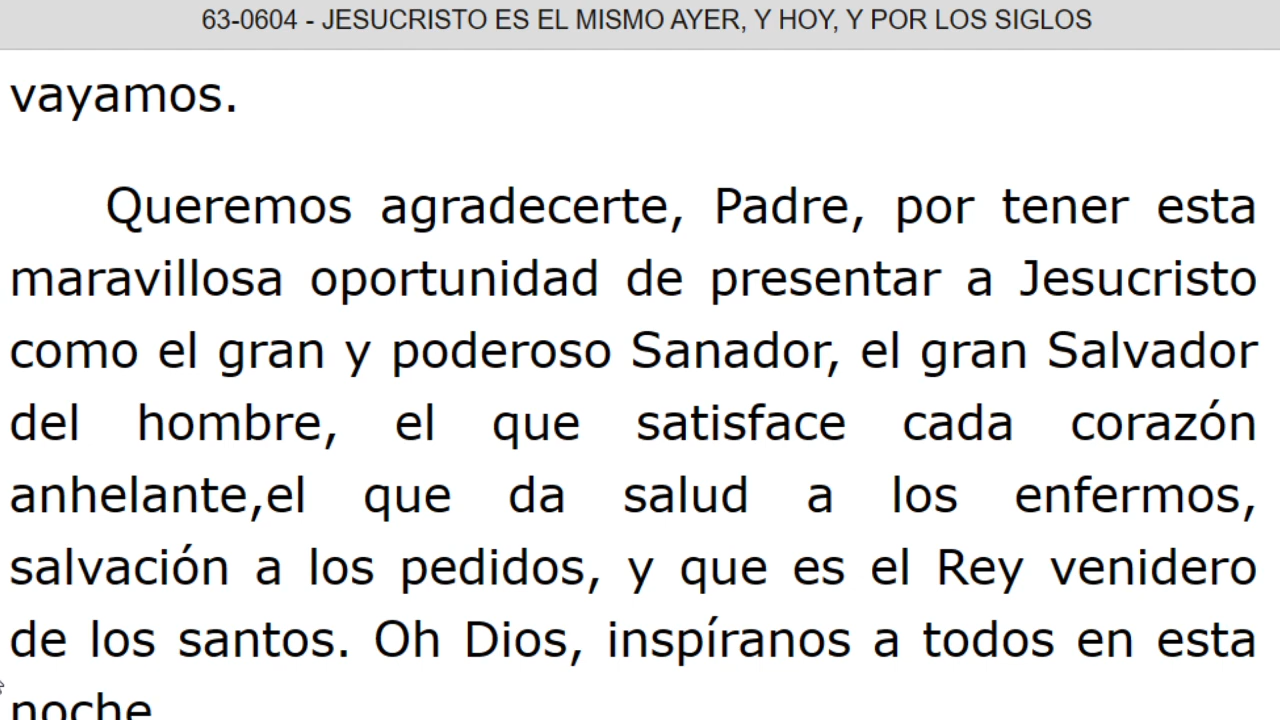 63-0604 - JESUCRISTO ES EL MISMO AYER, Y HOY, Y POR LOS SIGLOS
vayamos.
Queremos agradecerte, Padre, por tener esta
maravillosa oportunidad de presentar a Jesucristo
como el gran y poderoso Sanador, el gran Salvador
del hombre, el que satisface cada corazón
anhelante,el que da salud a los enfermos,
salvación a los pedidos, y que es el Rey venidero
de los santos. Oh Dios, inspíranos a todos en esta
noche